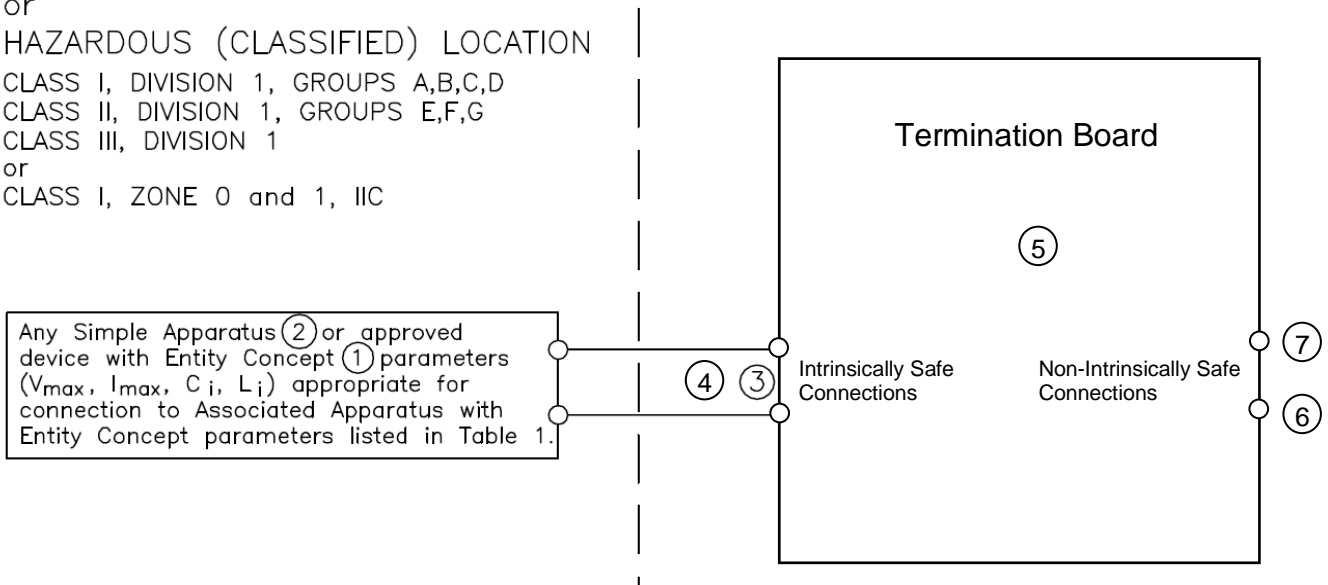 or
HAZARDOUS (CLASSIFIED) LOCATION
CLASS I, DIVISION 1, GROUPS A,B,C,D
CLASS II, DIVISION 1, GROUPS E,F,G
CLASS III, DIVISION 1
or
CLASS I, ZONE 0 and 1, IIC
Any Simple Apparatus 2 or approved
device with Entity Concept 1 parameters
(Vmax, Imax, Ci, Li) appropriate for
connection to Associated Apparatus with
Entity Concept parameters listed in Table 1.
4 3
Termination Board
5
Intrinsically Safe
Connections
Non-Intrinsically Safe
Connections
7
6